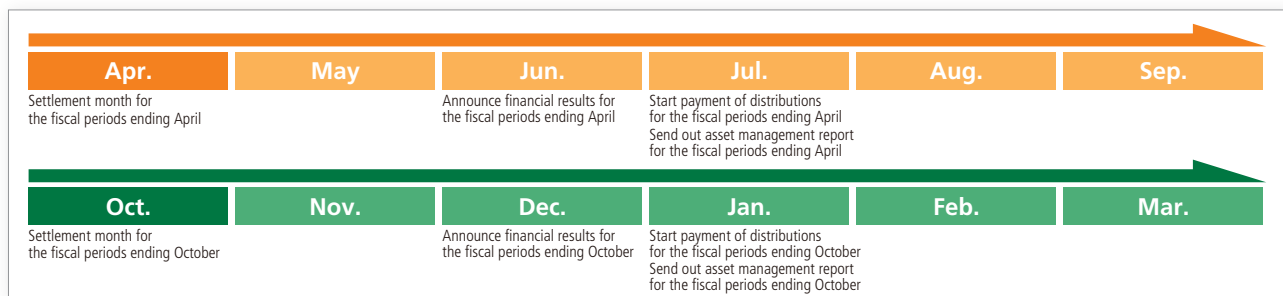 Apr. May Jun. Jul. Aug. Sep.
Settlement month for
the fiscal periods ending April
Announce financial results for
the fiscal periods ending April
Start payment of distributions
for the fiscal periods ending April
Send out asset management report
for the fiscal periods ending April
Oct. Nov. Dec. Jan. Feb. Mar.
Settlement month for
the fiscal periods ending October
Announce financial results for
the fiscal periods ending October
Start payment of distributions
for the fiscal periods ending October
Send out asset management report
for the fiscal periods ending October